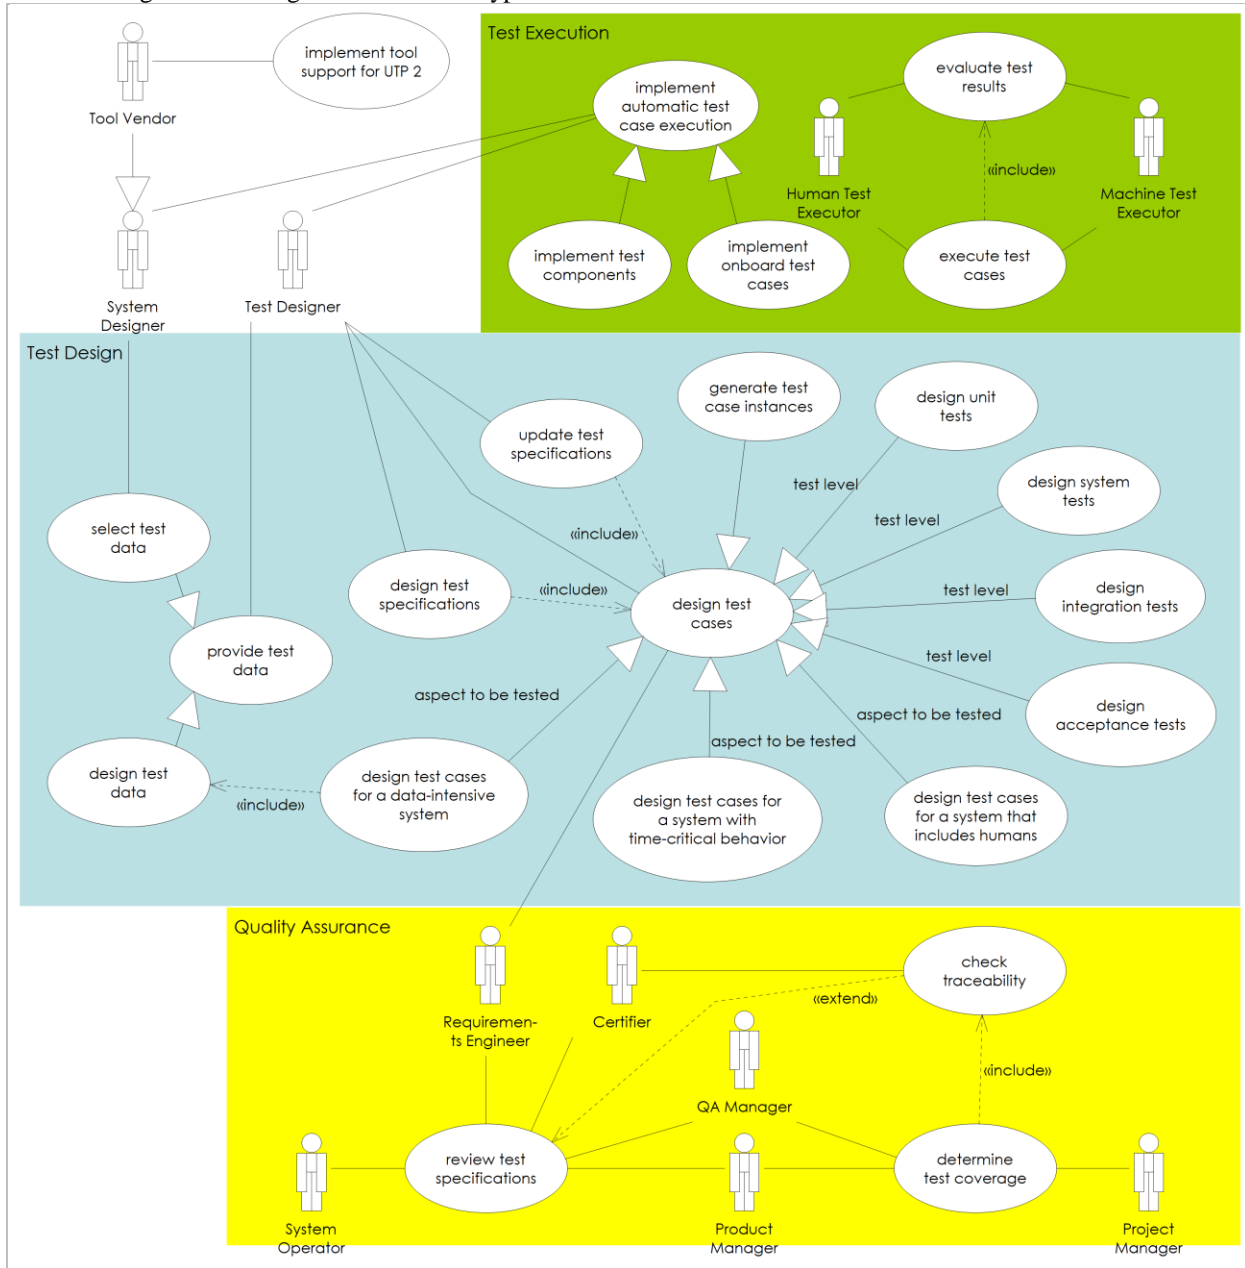 Test Execution
implement tool
support for UTP 2
evaluate test
results
implement
automatic test
case execution
Tool Vendor
«include»
Human Test
Executor
Machine Test
Executor
implement test
components
implement
onboard test
cases
execute test
cases
System
Designer
Test Designer
Test Design
generate test
case instances
design unit
tests
update test
specifications
test level
design system
tests
select test
data
test level
«include»
design test
specifications
«include»
design test
cases
test level
design
integration tests
provide test
data
test level
aspect to be tested
design
acceptance tests
aspect to be tested
aspect to be tested
design test
data
«include»
design test cases
for a data-intensive
system
design test cases for
a system with
time-critical behavior
design test cases
for a system that
includes humans
Quality Assurance
check
traceability
«extend»
Requiremen-
ts Engineer
Certifier
«include»
QA Manager
review test
specifications
determine
test coverage
System
Operator
Product
Manager
Project
Manager